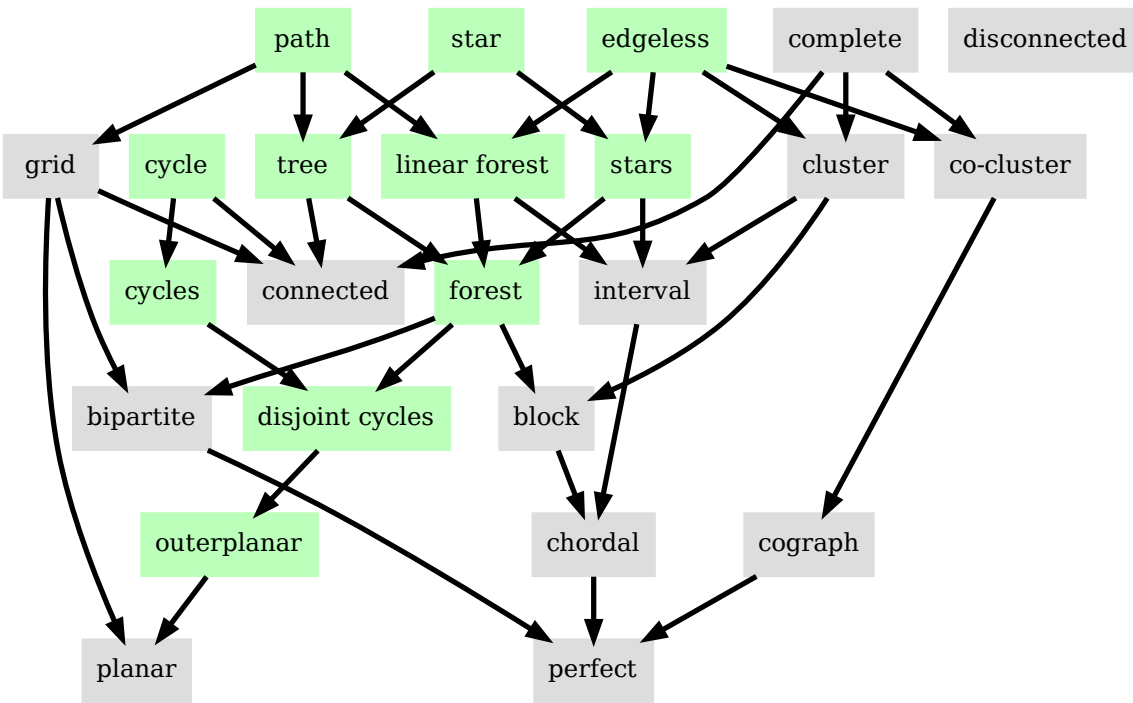 path
star
edgeless
complete
disconnected
grid
cycle
tree
linear forest
stars
cluster
co-cluster
cycles
connected
forest
interval
bipartite
disjoint cycles
block
outerplanar
chordal
cograph
planar
perfect